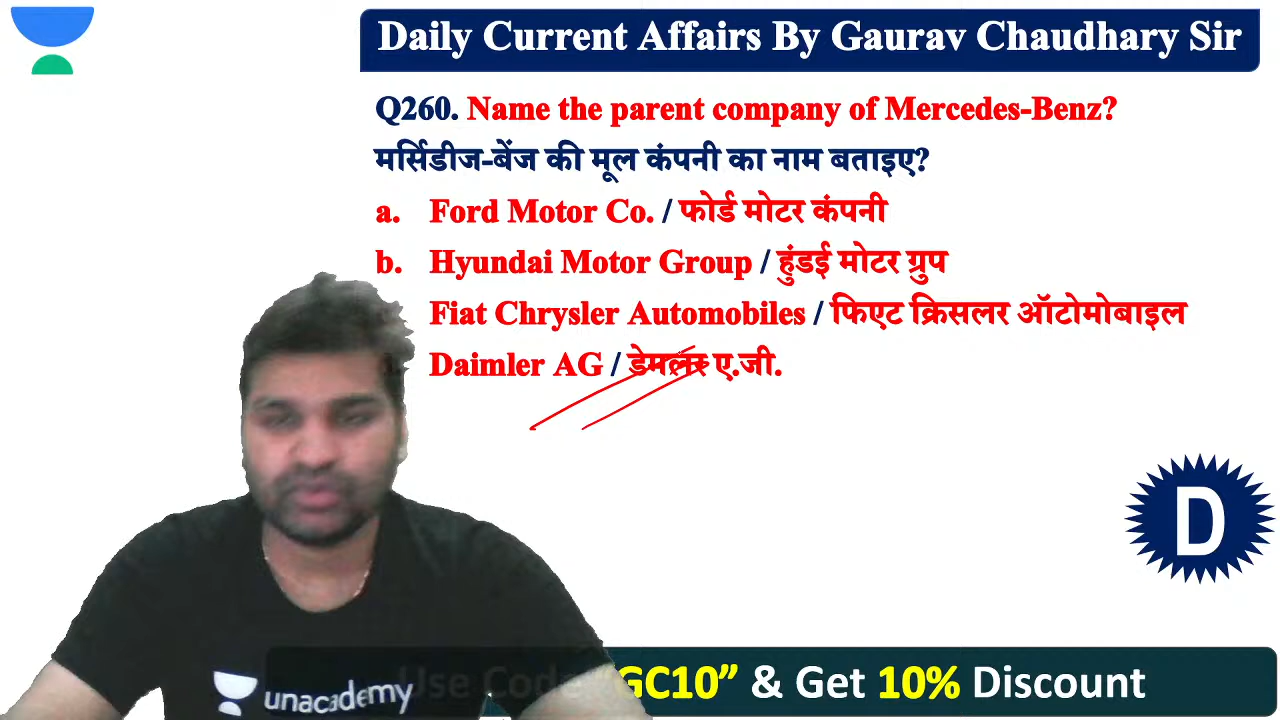 Daily Current Affairs By Gaurav Chaudhary Sir
Q260. Name the parent company of Mercedes-Benz?
मर्सिडीज-बेंज की मूल कंपनी का नाम बताइए?
a. Ford Motor Co. / फोर्ड मोटर कंपनी
b. Hyundai Motor Group / हुंडई मोटर ग्रुप
Fiat Chrysler Automobiles / फिएट क्रिसलर ऑटोमोबाइल
Daimler AG / डेमलर ए.जी.
D
Use Code "GC10" & Get 10% Discount
unacademy